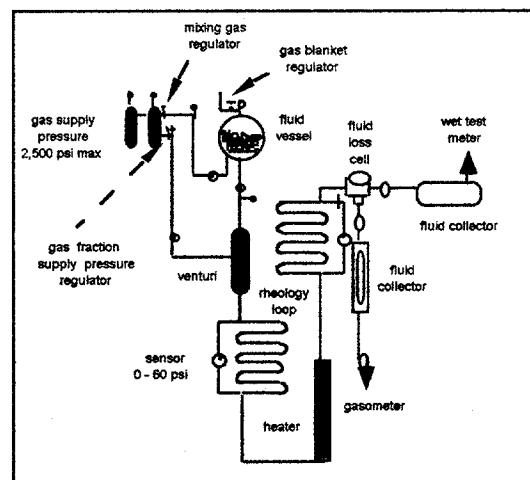 mixing gas
regulator
gas blanket
regulator
gas supply
pressure
2,500 psi max
fluid
vessel
fluid
loss
cell
wet test
meter
fluid collector
gas fraction
supply pressure
regulator
venturi
rheology
loop
fluid
collector
sensor
0 - 60 psi
heater
gasometer